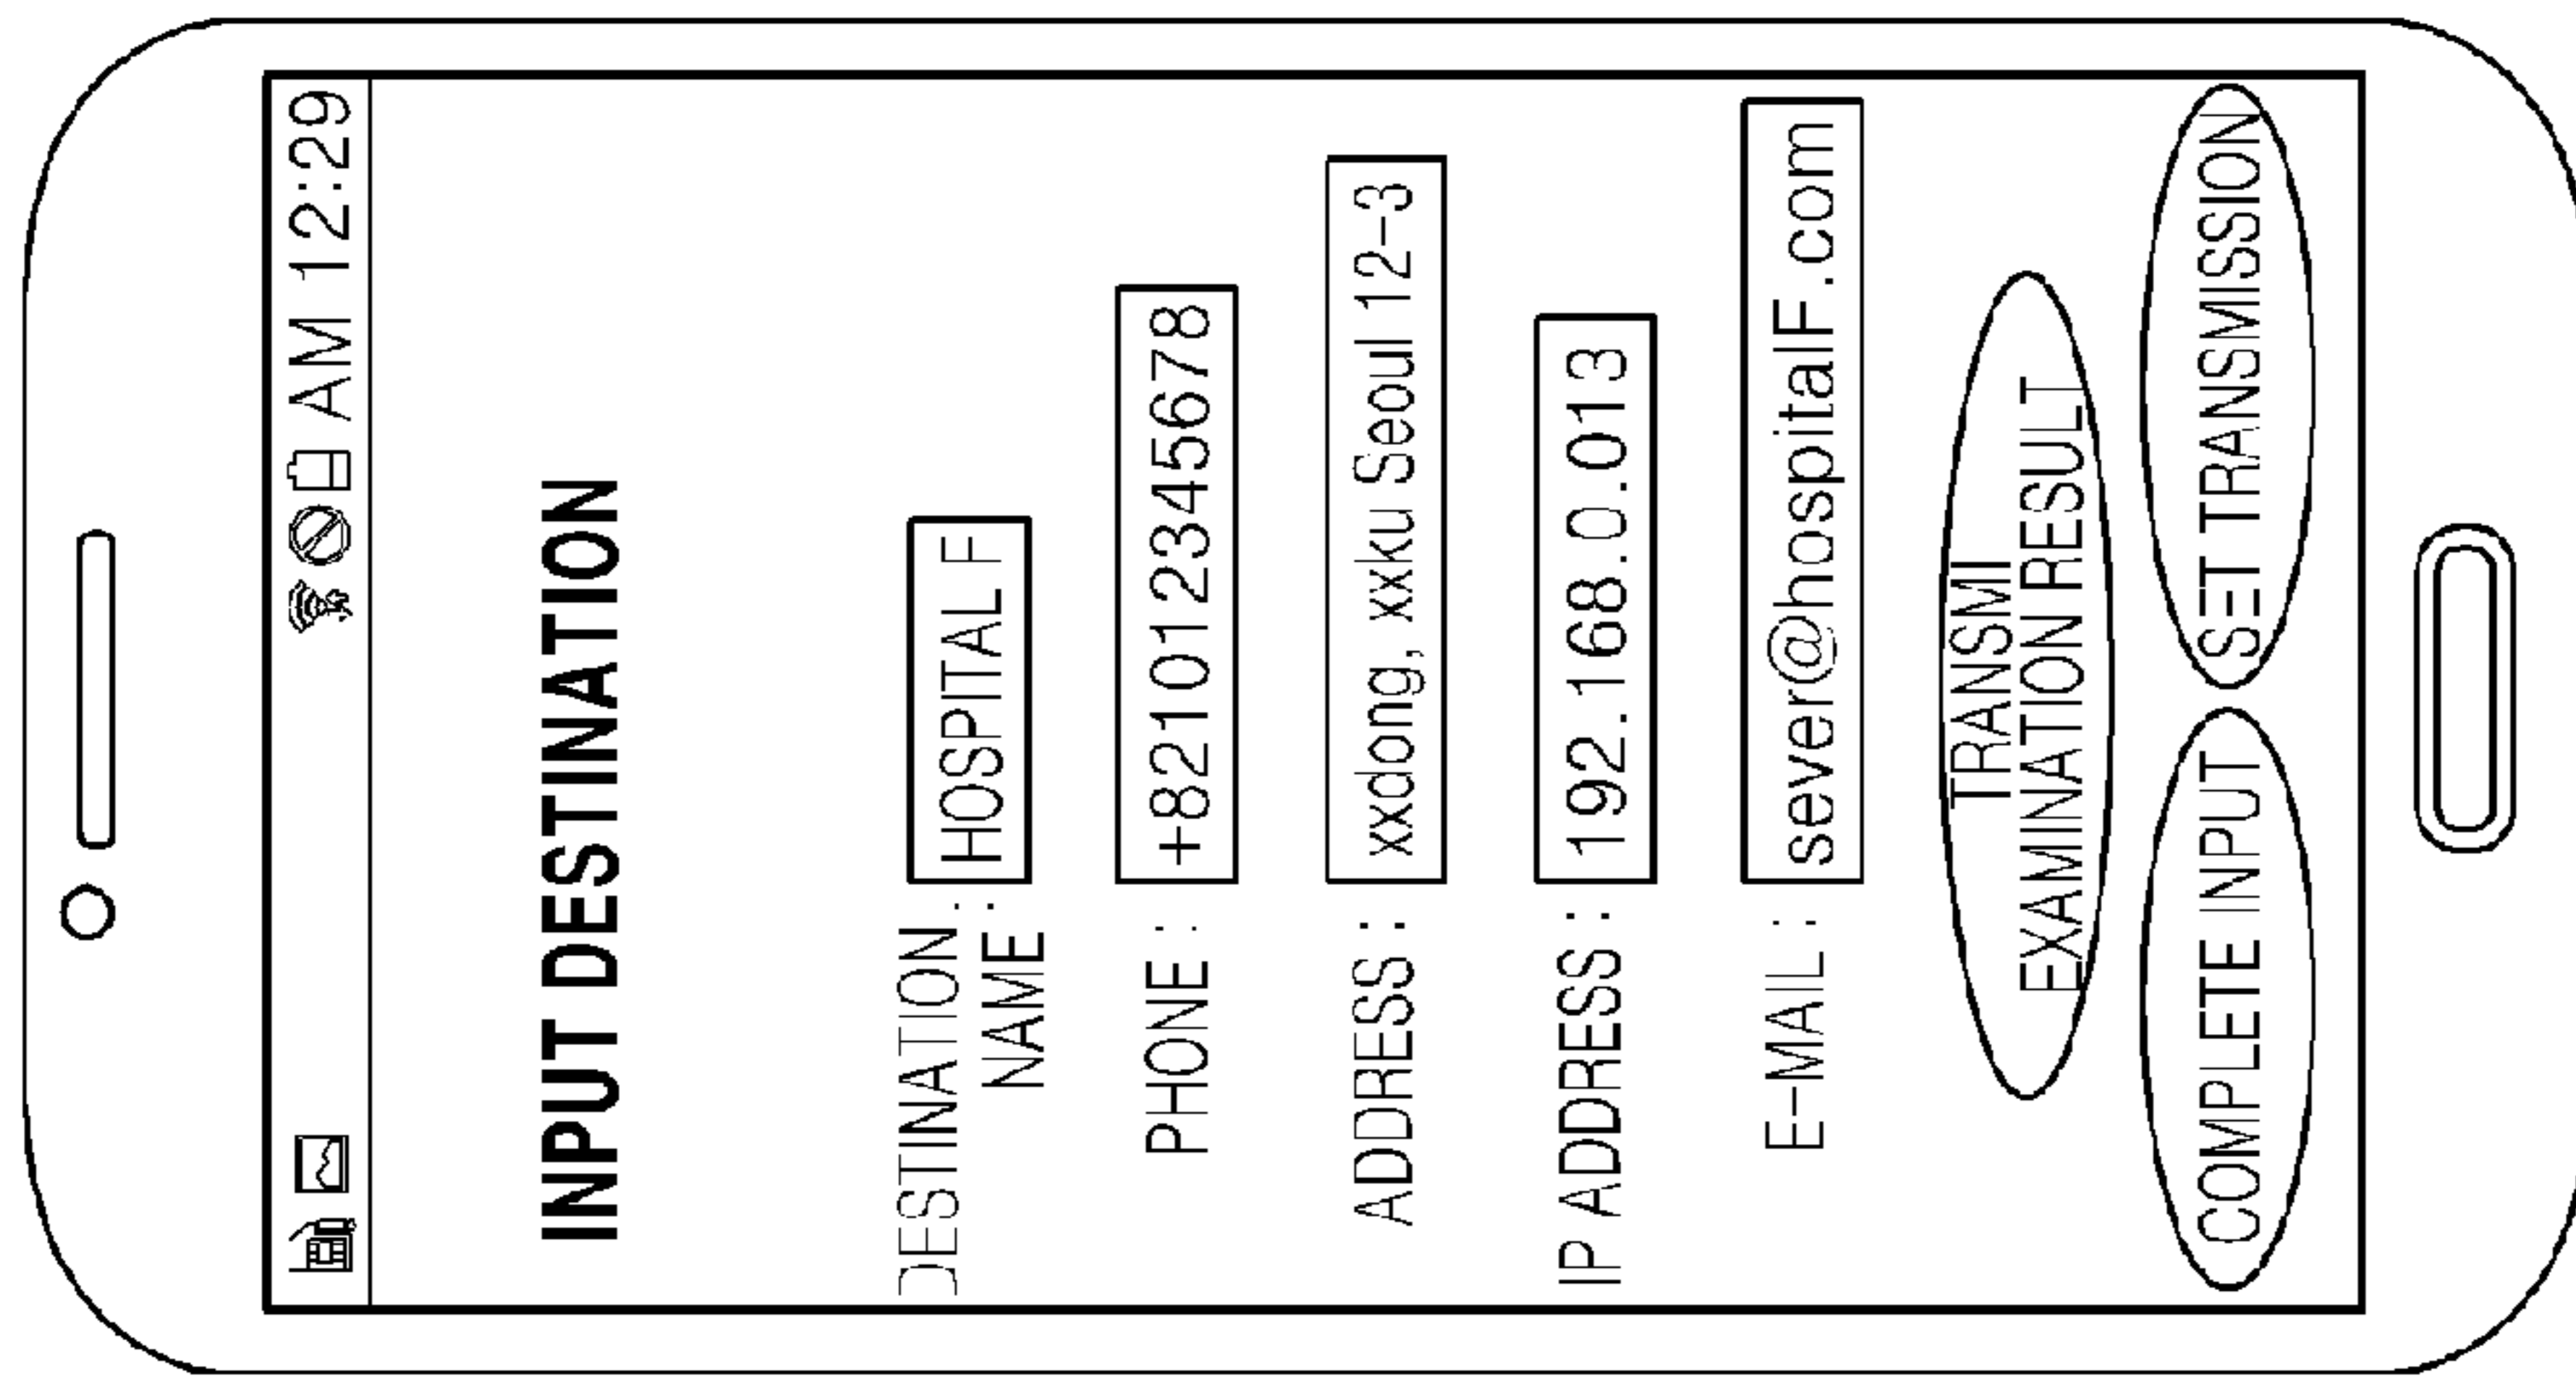 AM 12:29
INPUT DESTINATION
DESTINATION :
NAME :
HOSPITAL F
PHONE : +821012345678
ADDRESS : xxdong, xxku Seoul 12-3
IP ADDRESS : 192.168.0.013
E-MAIL : sever@hospitalF.com
TRANSMI
EXAMINATION RESULT
COMPLETE INPUT
SET TRANSMISSION